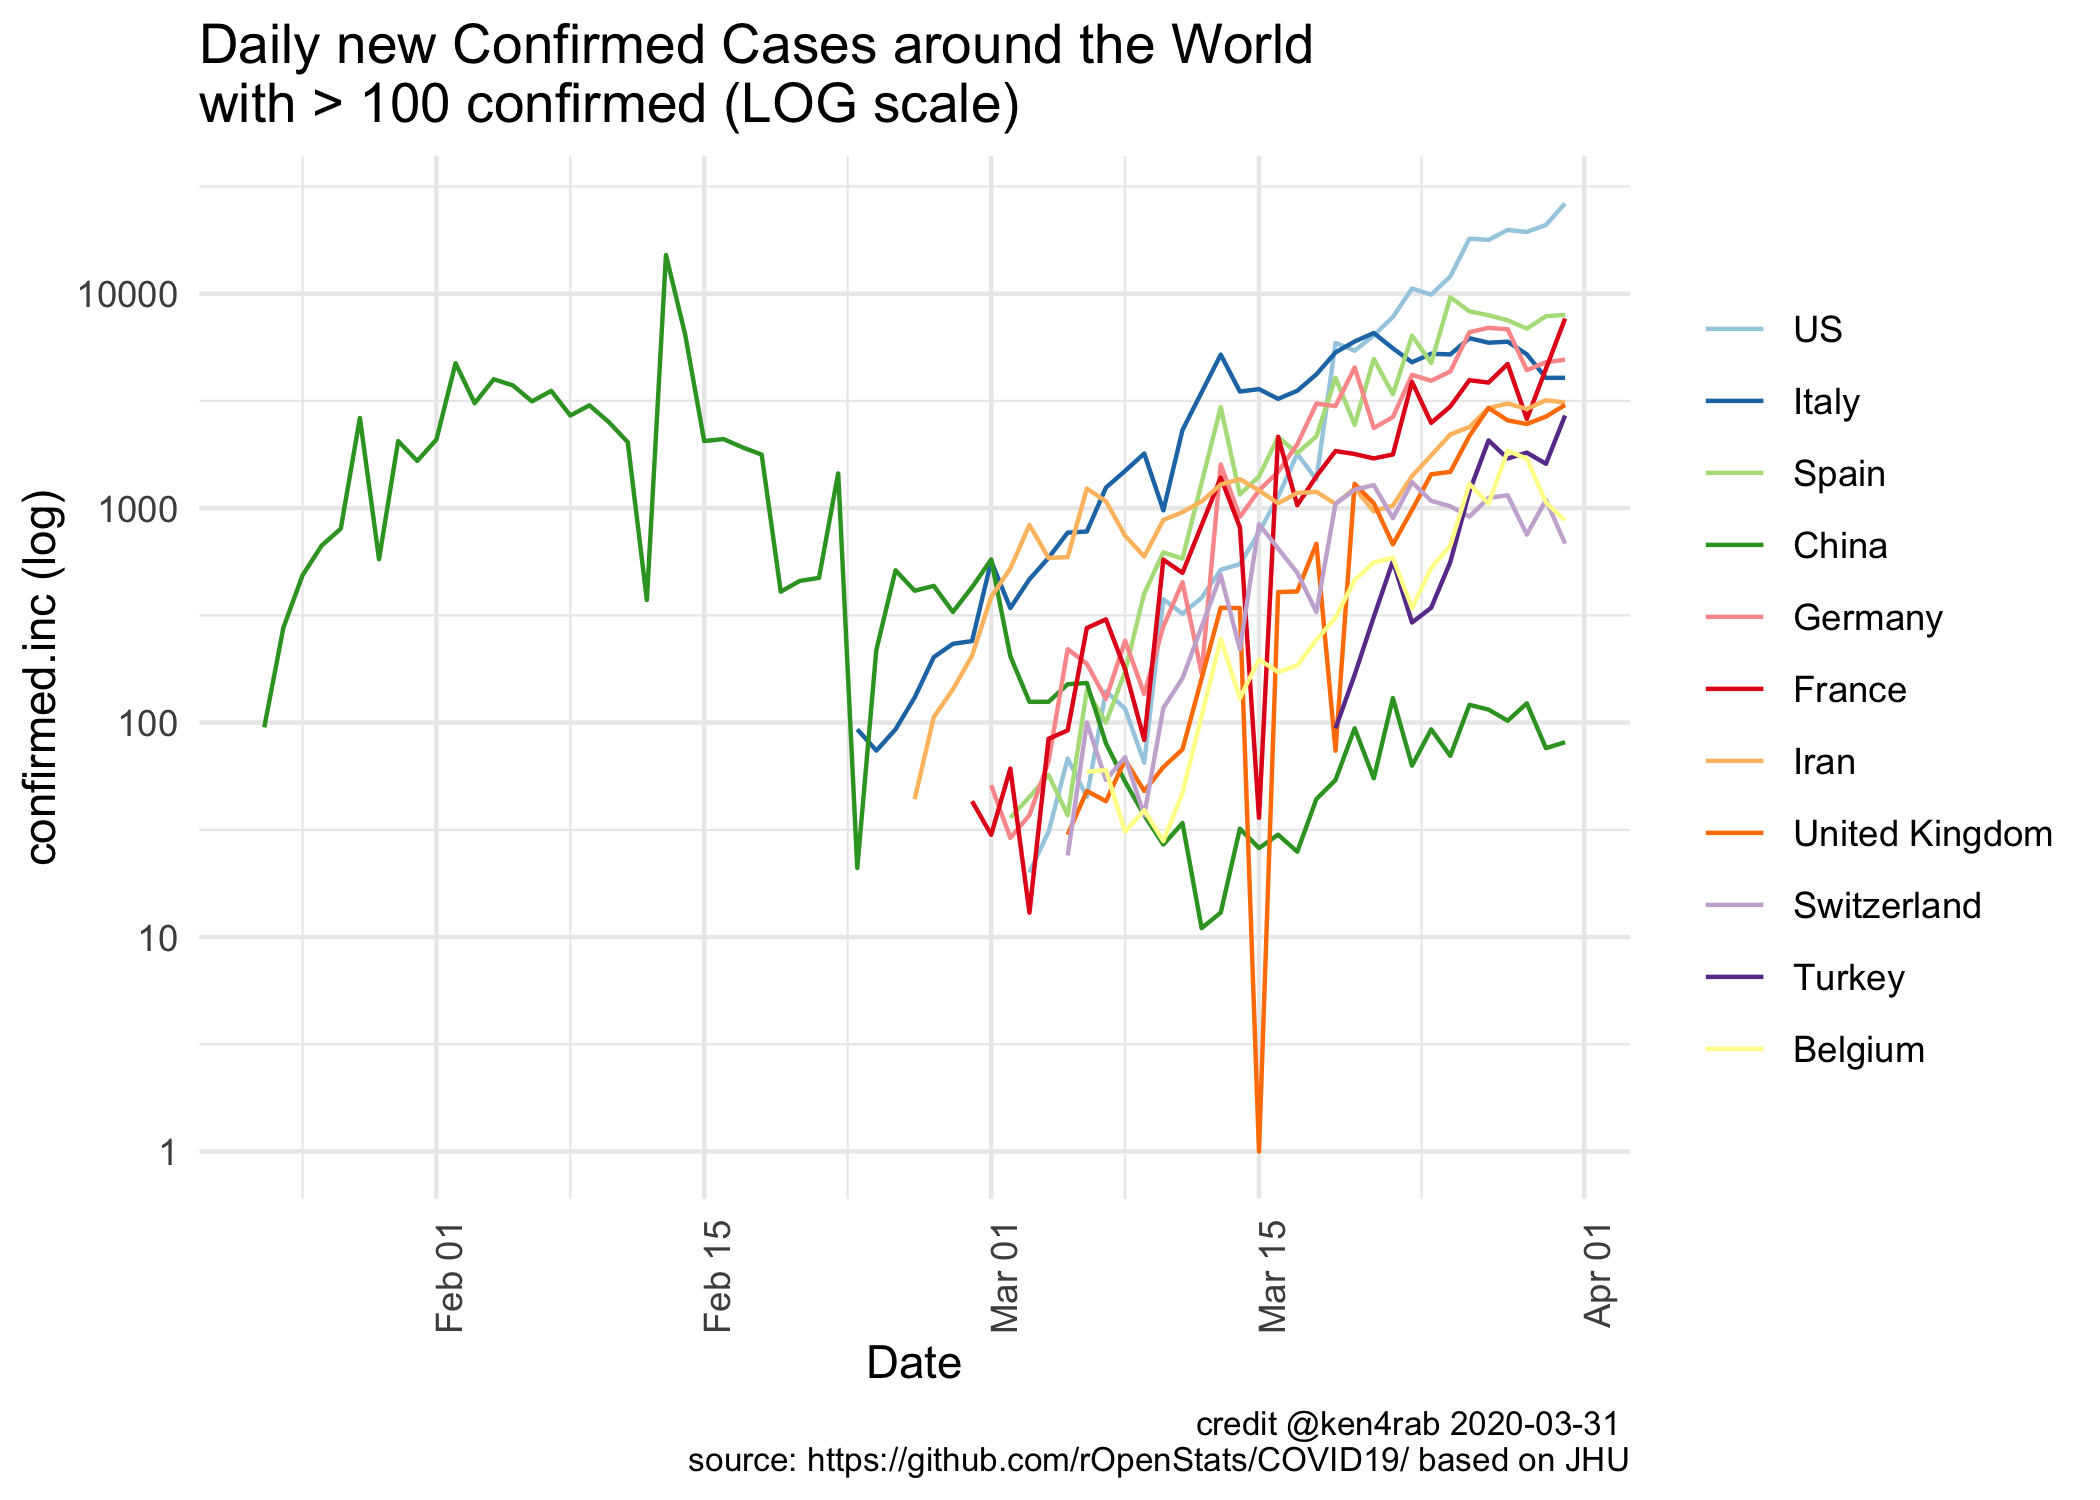 Daily new Confirmed Cases around the World
with > 100 confirmed (LOG scale)
confirmed.inc (log)
10000
1000
100
10
1
Feb 01
Feb 15
Mar 01
Mar 15
Apr 01
Date
US
Italy
Spain
China
Germany
France
Iran
United Kingdom
Switzerland
Turkey
Belgium
credit @ken4rab 2020-03-31
source: https://github.com/rOpenStats/COVID19/ based on JHU